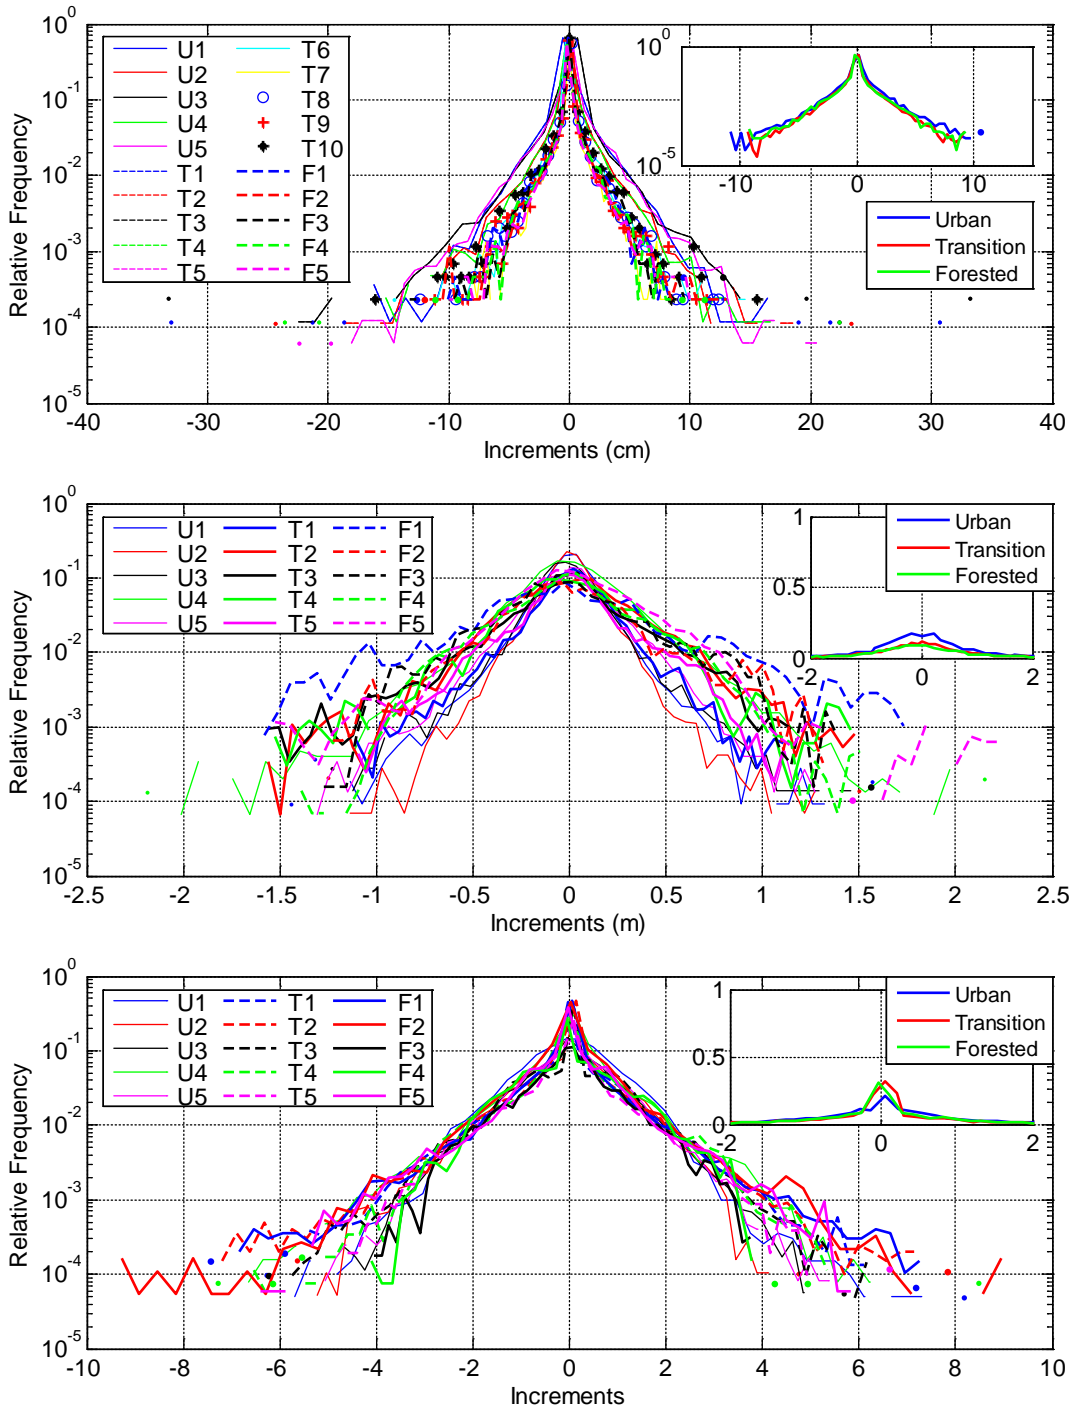 10^0
10^-1
10^-2
10^-3
10^-4
10^-5
Relative Frequency
U1 T6
U2 T7
U3 T8
U4 T9
U5 T10
T1 F1
T2 F2
T3 F3
T4 F4
T5 F5
10^0
10^-5
-10 0 10
Urban
Transition
Forested
-40 -30 -20 -10 0 10 20 30 40
Increments (cm)
10^0
10^-1
10^-2
10^-3
10^-4
10^-5
Relative Frequency
U1 T1 F1
U2 T2 F2
U3 T3 F3
U4 T4 F4
U5 T5 F5
1
0.5
0
-2 0 2
Urban
Transition
Forested
-2.5 -2 -1.5 -1 -0.5 0 0.5 1 1.5 2 2.5
Increments (m)
10^0
10^-1
10^-2
10^-3
10^-4
10^-5
Relative Frequency
U1 T1 F1
U2 T2 F2
U3 T3 F3
U4 T4 F4
U5 T5 F5
1
0.5
0
-2 0 2
Urban
Transition
Forested
-10 -8 -6 -4 -2 0 2 4 6 8 10
Increments